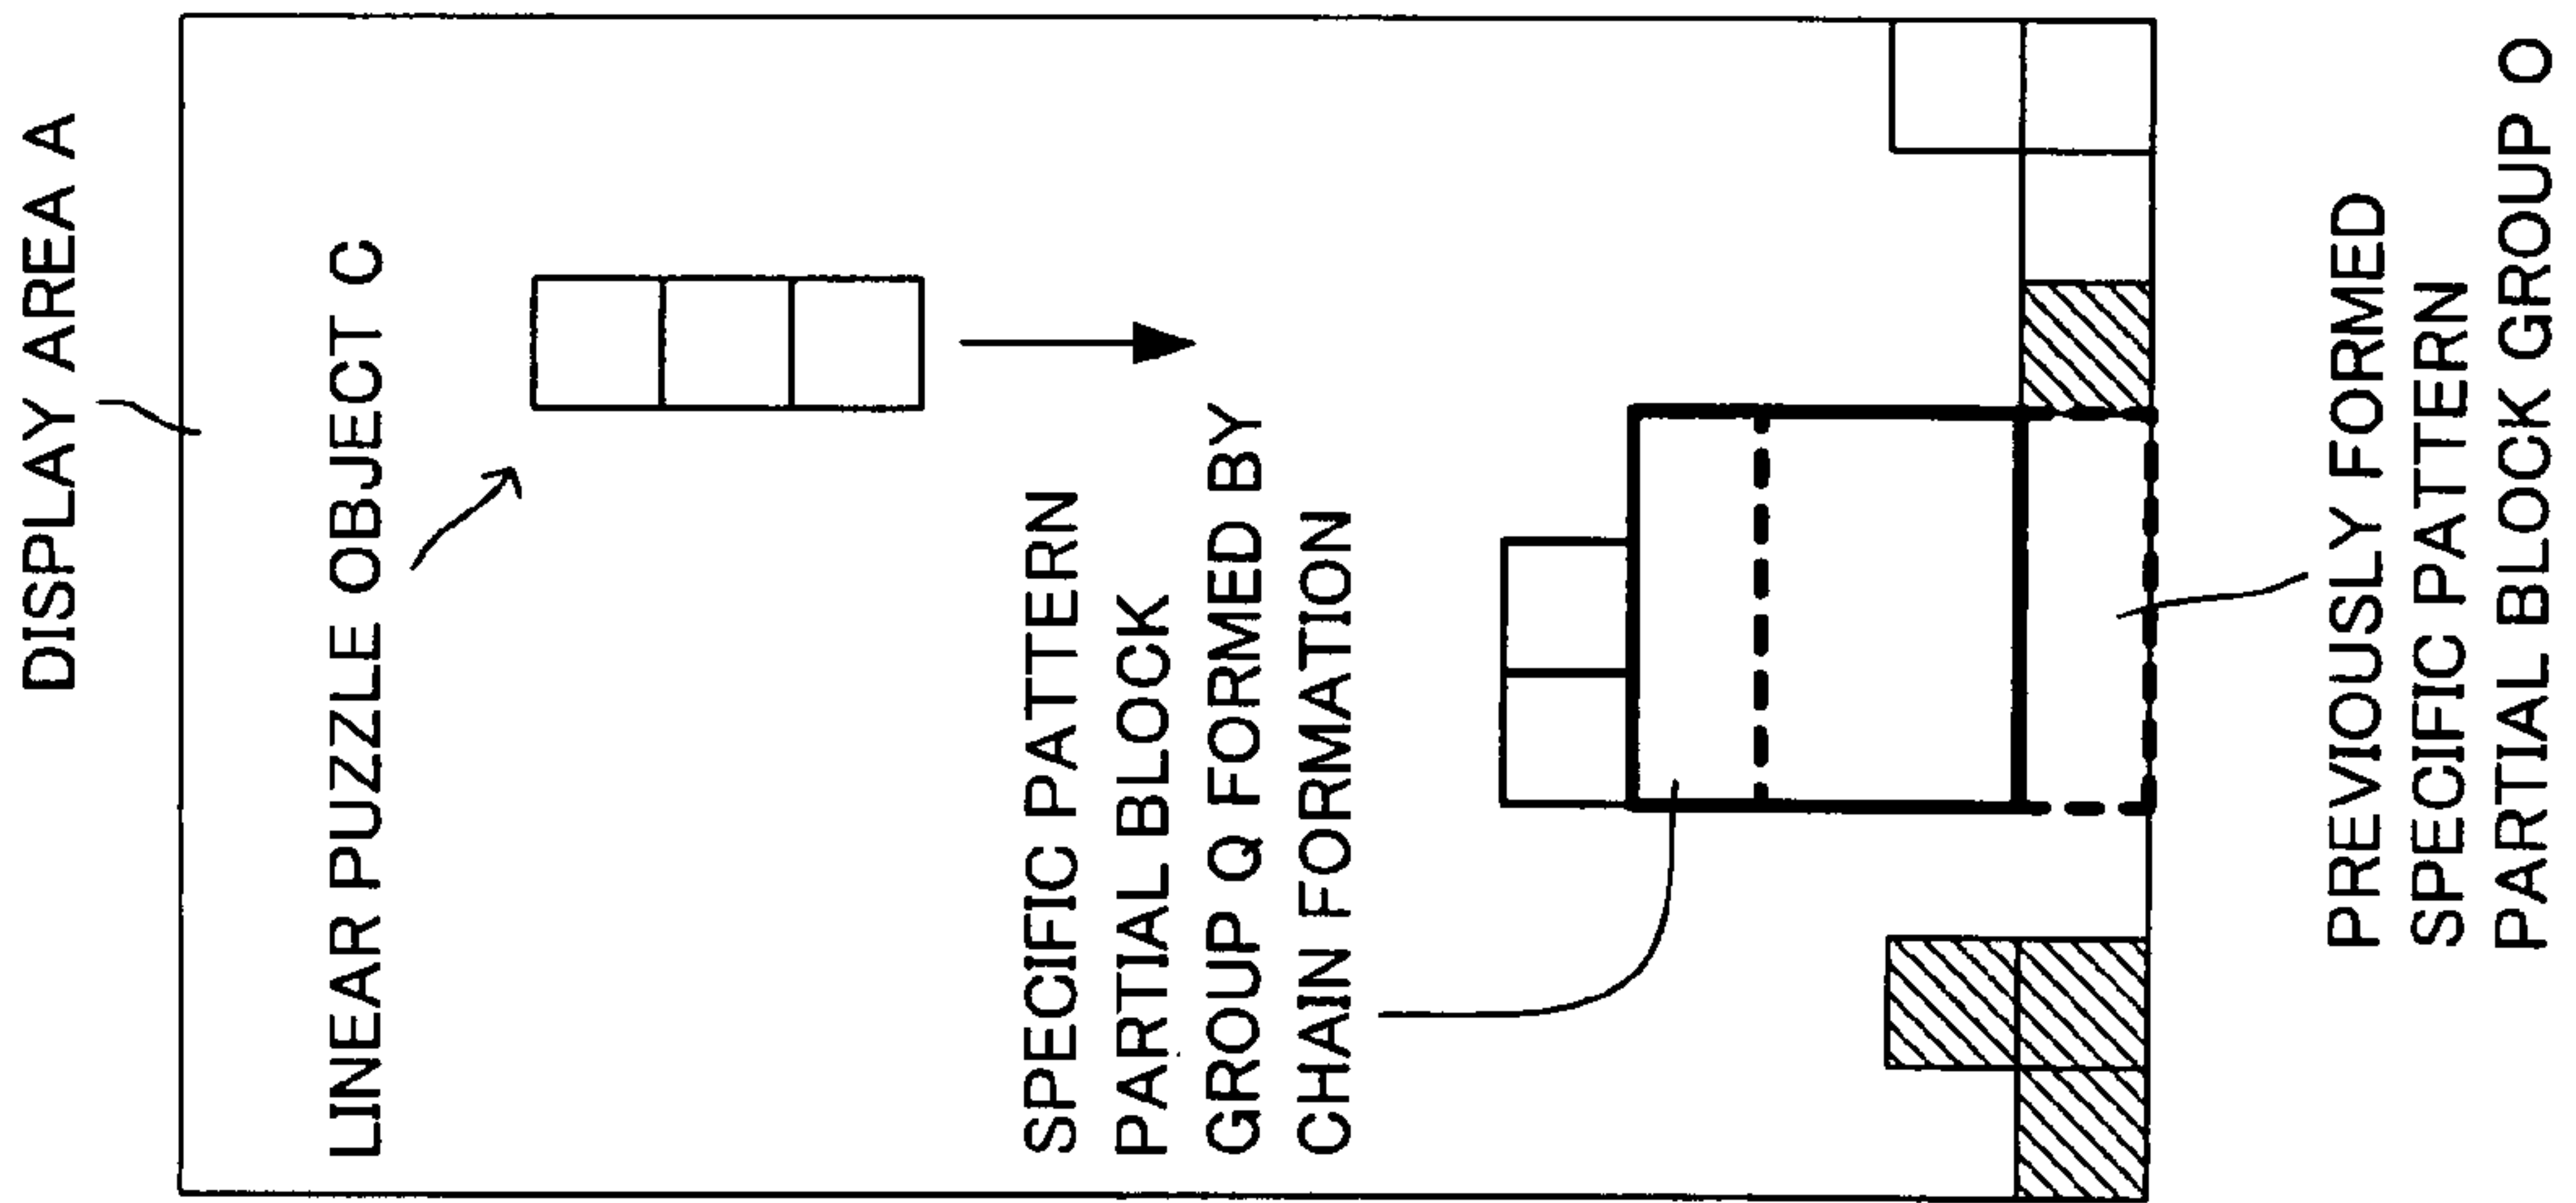 DISPLAY AREA A
LINEAR PUZZLE OBJECT C
SPECIFIC PATTERN
PARTIAL BLOCK
GROUP Q FORMED BY
CHAIN FORMATION
PREVIOUSLY FORMED
SPECIFIC PATTERN
PARTIAL BLOCK GROUP O